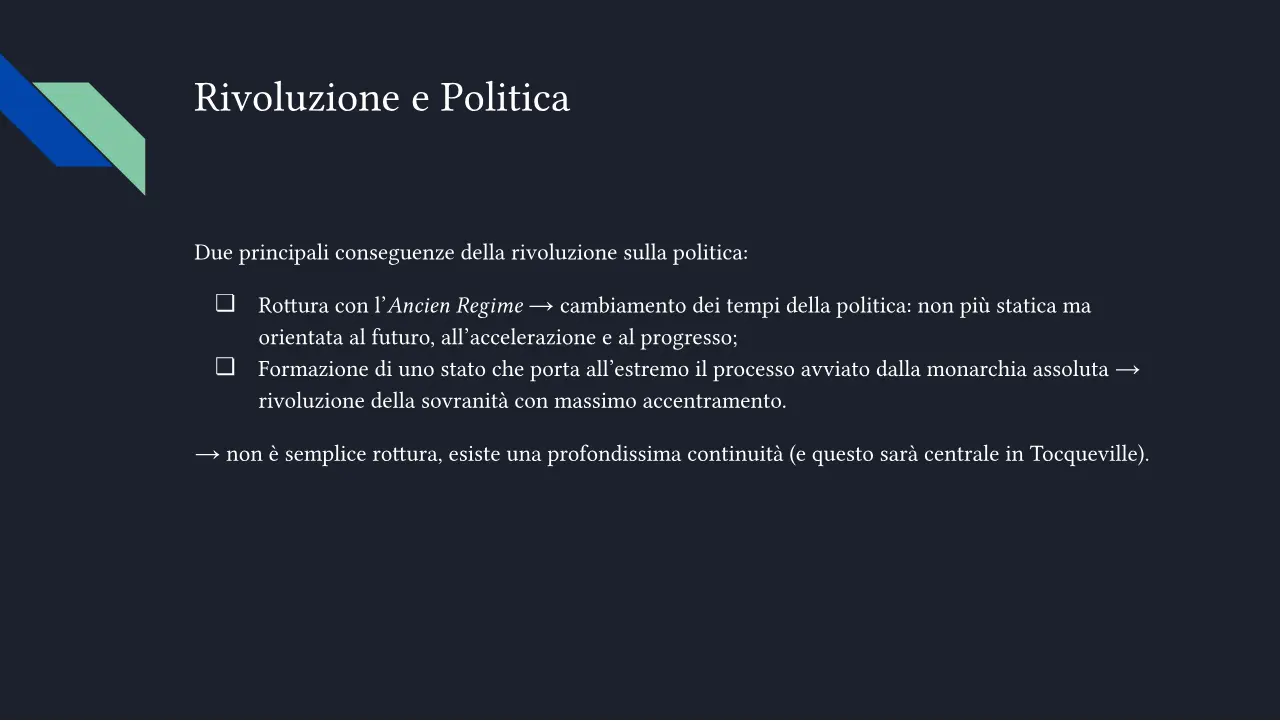 Rivoluzione e Politica
Due principali conseguenze della rivoluzione sulla politica:
❏ Rottura con l’Ancien Regime → cambiamento dei tempi della politica: non più statica ma
orientata al futuro, all’accelerazione e al progresso;
❏ Formazione di uno stato che porta all’estremo il processo avviato dalla monarchia assoluta →
rivoluzione della sovranità con massimo accentramento.
→ non è semplice rottura, esiste una profondissima continuità (e questo sarà centrale in Tocqueville).